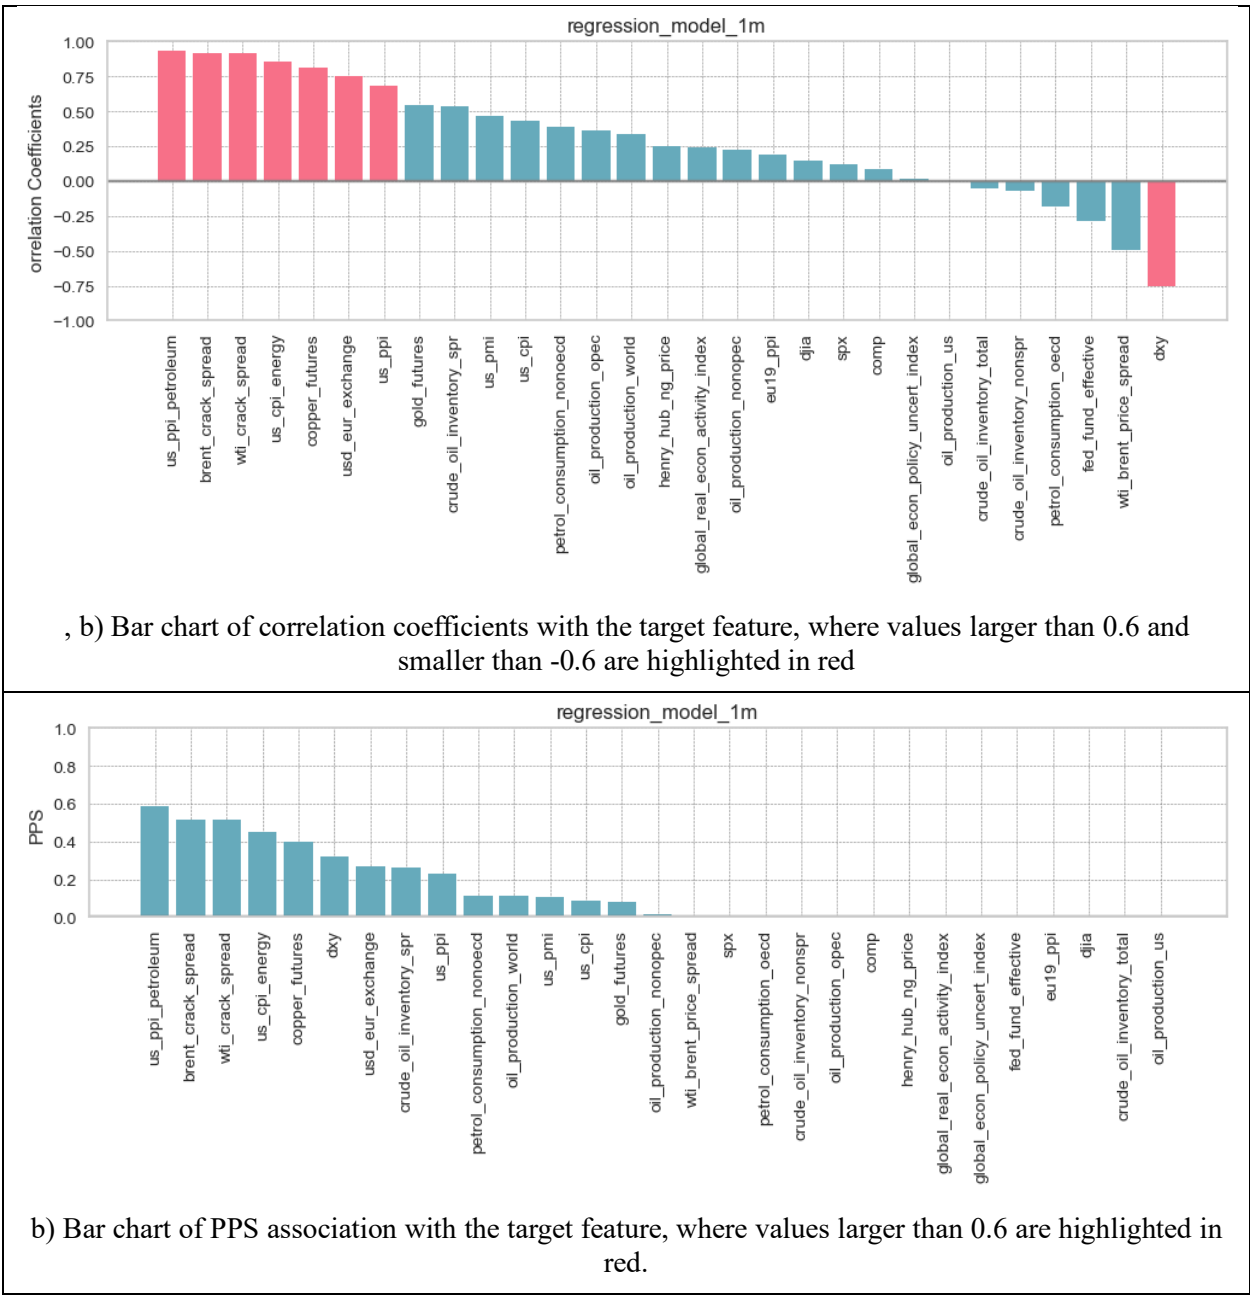 regression_model_1m
orrelation Coefficients
1.00
0.75
0.50
0.25
0.00
−0.25
−0.50
−0.75
−1.00
us_ppi_petroleum
brent_crack_spread
wti_crack_spread
us_cpi_energy
copper_futures
usd_eur_exchange
us_ppi
gold_futures
crude_oil_inventory_spr
us_pmi
us_cpi
petrol_consumption_nonoecd
oil_production_opec
oil_production_world
henry_hub_ng_price
global_real_econ_activity_index
oil_production_nonopec
eu19_ppi
djia
spx
comp
global_econ_policy_uncert_index
oil_production_us
crude_oil_inventory_total
crude_oil_inventory_nonspr
petrol_consumption_oecd
fed_fund_effective
wti_brent_price_spread
dxy
, b) Bar chart of correlation coefficients with the target feature, where values larger than 0.6 and
smaller than -0.6 are highlighted in red
regression_model_1m
PPS
1.0
0.8
0.6
0.4
0.2
0.0
us_ppi_petroleum
brent_crack_spread
wti_crack_spread
us_cpi_energy
copper_futures
dxy
usd_eur_exchange
crude_oil_inventory_spr
us_ppi
petrol_consumption_nonoecd
oil_production_world
us_pmi
us_cpi
gold_futures
oil_production_nonopec
wti_brent_price_spread
spx
petrol_consumption_oecd
crude_oil_inventory_nonspr
oil_production_opec
comp
henry_hub_ng_price
global_real_econ_activity_index
global_econ_policy_uncert_index
fed_fund_effective
eu19_ppi
djia
crude_oil_inventory_total
oil_production_us
b) Bar chart of PPS association with the target feature, where values larger than 0.6 are highlighted in
red.